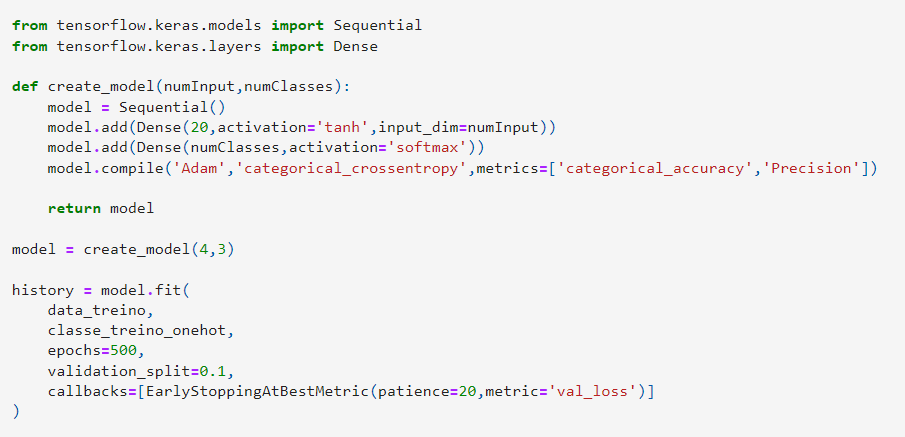 from tensorflow.keras.models import Sequential
from tensorflow.keras.layers import Dense

def create_model(numInput,numClasses):
    model = Sequential()
    model.add(Dense(20,activation='tanh',input_dim=numInput))
    model.add(Dense(numClasses,activation='softmax'))
    model.compile('Adam','categorical_crossentropy',metrics=['categorical_accuracy','Precision'])

    return model

model = create_model(4,3)

history = model.fit(
    data_treino,
    classe_treino_onehot,
    epochs=500,
    validation_split=0.1,
    callbacks=[EarlyStoppingAtBestMetric(patience=20,metric='val_loss')]
)